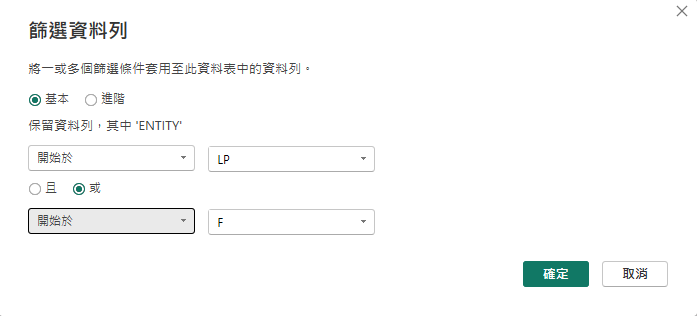 篩選資料列
將一或多個篩選條件套用至此資料表中的資料列。
基本 進階
保留資料列，其中 'ENTITY'
開始於 LP
且 或
開始於 F
確定 取消